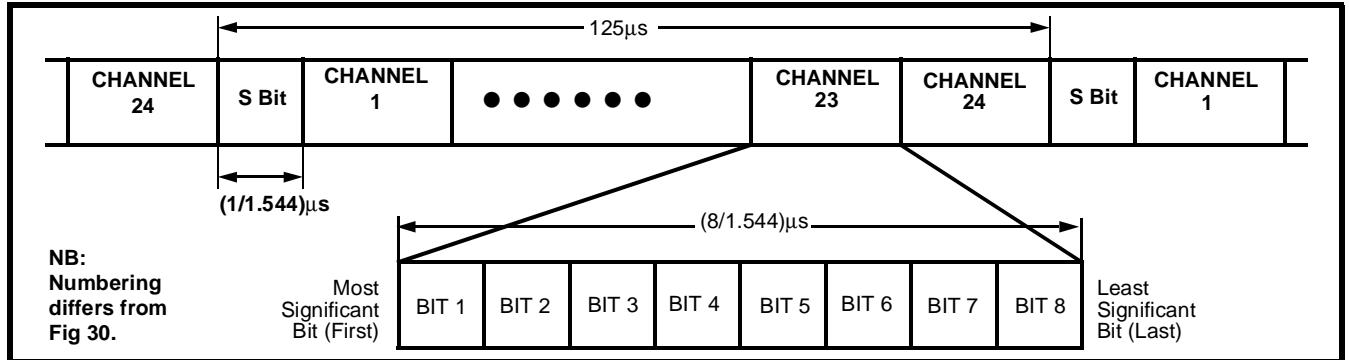 125μs
CHANNEL
24
S Bit
CHANNEL
1
CHANNEL
23
CHANNEL
24
S Bit
CHANNEL
1
(1/1.544)μs
(8/1.544)μs
NB:
Numbering
differs from
Fig 30.
Most
Significant
Bit (First)
BIT 1
BIT 2
BIT 3
BIT 4
BIT 5
BIT 6
BIT 7
BIT 8
Least
Significant
Bit (Last)